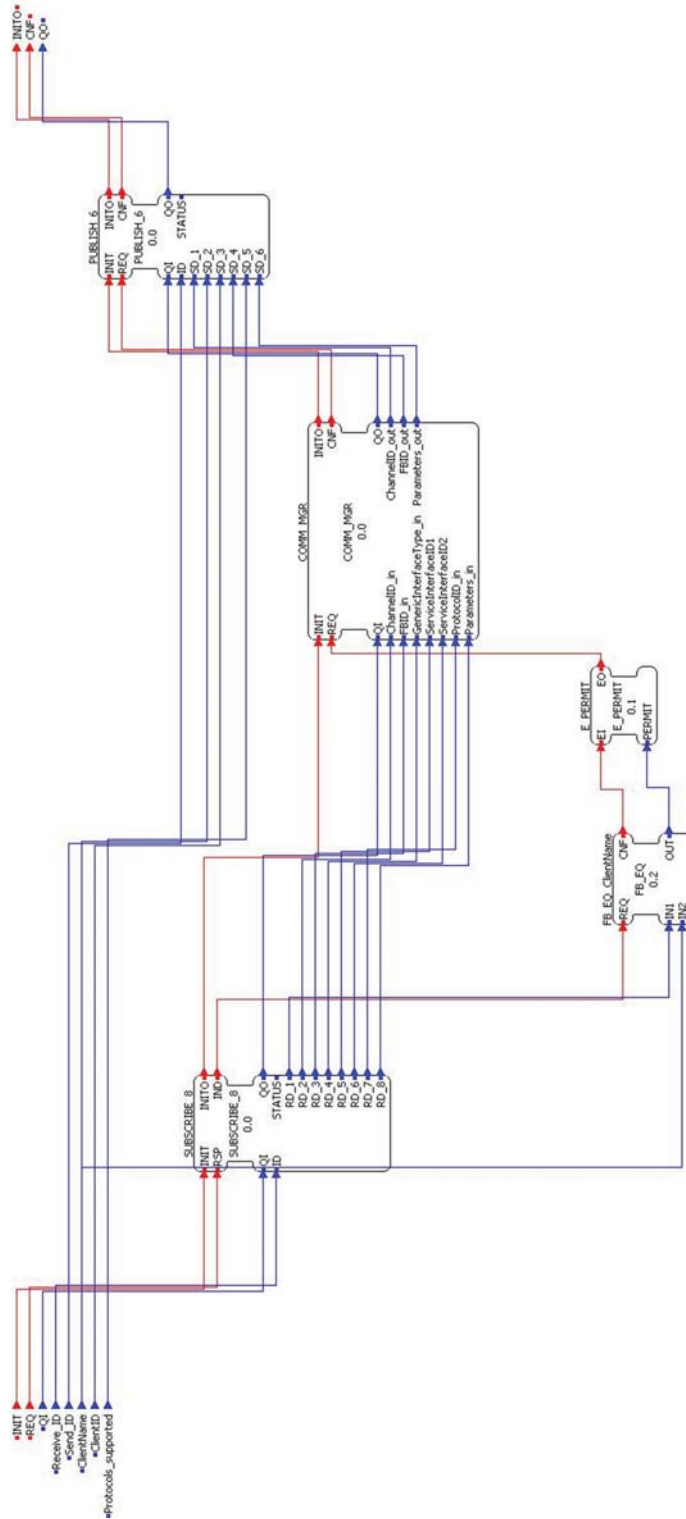 INIT
REQ
QI
Receive_ID
Send_ID
ClientName
ClientID
Protocols_supported
SUBSCRIBE_8
INIT
RSP
INITO
IND
SUBSCRIBE_8
0.0
QI
ID
QO
STATUS
RD_1
RD_2
RD_3
RD_4
RD_5
RD_6
RD_7
RD_8
FB_EQ_ClientName
REQ
CNF
FB_EQ
0.2
IN1
IN2
OUT
E_PERMIT
EI
EO
E_PERMIT
0.1
PERMIT
COMM_MGR
INIT
REQ
INITO
CNF
COMM_MGR
0.0
QI
ChannelID_in
FBID_in
GenericInterfaceType_in
ServiceInterfaceID1
ServiceInterfaceID2
ProtocolID_in
Parameters_in
QO
ChannelID_out
FBID_out
Parameters_out
PUBLISH_6
INIT
REQ
INITO
CNF
PUBLISH_6
0.0
QI
ID
SD_1
SD_2
SD_3
SD_4
SD_5
SD_6
QO
STATUS
INITO
CNF
QO